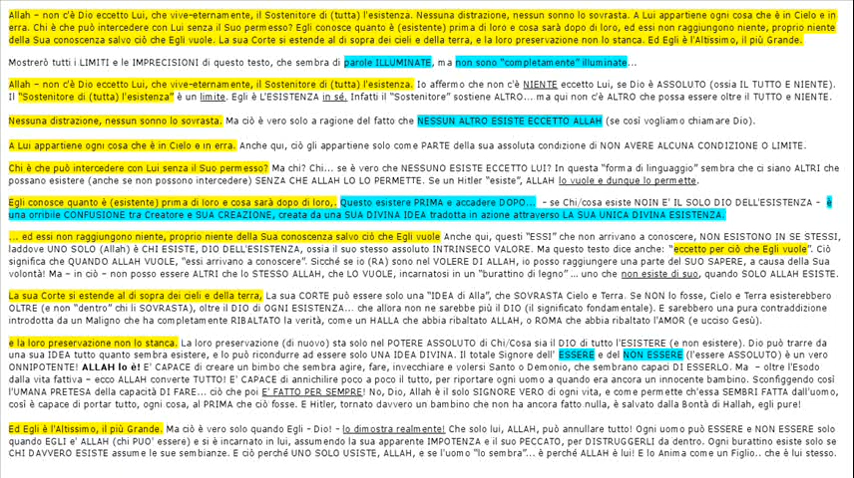 Allah – non c'è Dio eccetto Lui, che vive-eternamente, il Sostenitore di (tutta) l'esistenza. Nessuna distrazione, nessun sonno lo sovrasta. A Lui appartiene ogni cosa che è in Cielo e in
erra. Chi è che può intercedere con Lui senza il Suo permesso? Egli conosce quanto è (esistente) prima di loro e cosa sarà dopo di loro, ed essi non raggiungono niente, proprio niente
della Sua conoscenza salvo ciò che Egli vuole. La sua Corte si estende al di sopra dei cieli e della terra, e la loro preservazione non lo stanca. Ed Egli è l'Altissimo, il più Grande.
Mostrerò tutti i LIMITI e le IMPRECISIONI di questo testo, che sembra di parole ILLUMINATE, ma non sono "completamente" illuminate...
Allah – non c'è Dio eccetto Lui, che vive-eternamente, il Sostenitore di (tutta) l'esistenza. Io affermo che non c'è NIENTE eccetto Lui, se Dio è ASSOLUTO (ossia IL TUTTO E NIENTE).
Il "Sostenitore di (tutta) l'esistenza" è un limite. Egli è L'ESISTENZA in sé. Infatti il "Sostenitore" sostiene ALTRO... ma qui non c'è ALTRO che possa essere oltre il TUTTO E NIENTE.
Nessuna distrazione, nessun sonno lo sovrasta. Ma ciò è vero solo a ragione del fatto che NESSUN ALTRO ESISTE ECCETTO ALLAH (se così vogliamo chiamare Dio).
A Lui appartiene ogni cosa che è in Cielo e in erra. Anche qui, ciò gli appartiene solo come PARTE della sua assoluta condizione di NON AVERE ALCUNA CONDIZIONE O LIMITE.
Chi è che può intercedere con Lui senza il Suo permesso? Ma chi? Chi... se è vero che NESSUNO ESISTE ECCETTO LUI? In questa "forma di linguaggio" sembra che ci siano ALTRI che
possano esistere (anche se non possono intercedere) SENZA CHE ALLAH LO LO PERMETTE. Se un Hitler "esiste", ALLAH lo vuole e dunque lo permette.
Egli conosce quanto è (esistente) prima di loro e cosa sarà dopo di loro,. Questo esistere PRIMA e accadere DOPO... – se Chi/cosa esiste NOIN E' IL SOLO DIO DELL'ESISTENZA – è
una orribile CONFUSIONE tra Creatore e SUA CREAZIONE, creata da una SUA DIVINA IDEA tradotta in azione attraverso LA SUA UNICA DIVINA ESISTENZA.
... ed essi non raggiungono niente, proprio niente della Sua conoscenza salvo ciò che Egli vuole Anche qui, questi "ESSI" che non arrivano a conoscere, NON ESISTONO IN SE STESSI,
laddove UNO SOLO (Allah) è CHI ESISTE, DIO DELL'ESISTENZA, ossia il suo stesso assoluto INTRINSECO VALORE. Ma questo testo dice anche: "eccetto per ciò che Egli vuole". Ciò
significa che QUANDO ALLAH VUOLE, "essi arrivano a conoscere". Sicché se io (RA) sono nel VOLERE DI ALLAH, io posso raggiungere una parte del SUO SAPERE, a causa della Sua
volontà! Ma – in ciò – non posso essere ALTRI che lo STESSO ALLAH, che LO VUOLE, incarnatosi in un "burattino di legno" ... uno che non esiste di suo, quando SOLO ALLAH ESISTE.
La sua Corte si estende al di sopra dei cieli e della terra, La sua CORTE può essere solo una "IDEA di Alla", che SOVRASTA Cielo e Terra. Se NON lo fosse, Cielo e Terra esisterebbero
OLTRE (e non "dentro" chi li SOVRASTA), oltre il DIO DI OGNI ESISTENZA... che allora non ne sarebbe più il DIO (il significato fondamentale). E sarebbero una pura contraddizione
introdotta da un Maligno che ha completamente RIBALTATO la verità, come un HALLA che abbia ribaltato ALLAH, o ROMA che abbia ribaltato l'AMOR (e ucciso Gesù).
e la loro preservazione non lo stanca. La loro preservazione (di nuovo) sta solo nel POTERE ASSOLUTO di Chi/Cosa sia il DIO di tutto l'ESISTERE (e non esistere). Dio può trarre da
una sua IDEA tutto quanto sembra esistere, e lo può ricondurre ad essere solo UNA IDEA DIVINA. Il totale Signore dell' ESSERE e del NON ESSERE (l'essere ASSOLUTO) è un vero
ONNIPOTENTE! ALLAH lo è! E' CAPACE di creare un bimbo che sembra agire, fare, invecchiare e volersi Santo o Demonio, che sembrano capaci DI ESSERLO. Ma – oltre l'Esodo
dalla vita fattiva – ecco ALLAH converte TUTTO! E' CAPACE di annichilire poco a poco il tutto, per riportare ogni uomo a quando era ancora un innocente bambino. Sconfiggendo così
l'UMANA PRETESA della capacità DI FARE... ciò che poi E' FATTO PER SEMPRE! No, Dio, Allah è il solo SIGNORE VERO di ogni vita, e come permette ch'essa SEMBRI FATTA dall'uomo,
così è capace di portar tutto, ogni cosa, al PRIMA che ciò fosse. E Hitler, tornato davvero un bambino che non ha ancora fatto nulla, è salvato dalla Bontà di Hallah, egli pure!
Ed Egli è l'Altissimo, il più Grande. Ma ciò è vero solo quando Egli – Dio! – lo dimostra realmente! Che solo lui, ALLAH, può annullare tutto! Ogni uomo può ESSERE e NON ESSERE solo
quando EGLI e' ALLAH (chi PUO' essere) e si è incarnato in lui, assumendo la sua apparente IMPOTENZA e il suo PECCATO, per DISTRUGGERLI da dentro. Ogni burattino esiste solo se
CHI DAVVERO ESISTE assume le sue sembianze. E ciò perché UNO SOLO USISTE, ALLAH, e se l'uomo "lo sembra"... è perché ALLAH è lui! E lo Anima come un Figlio.. che è lui stesso.